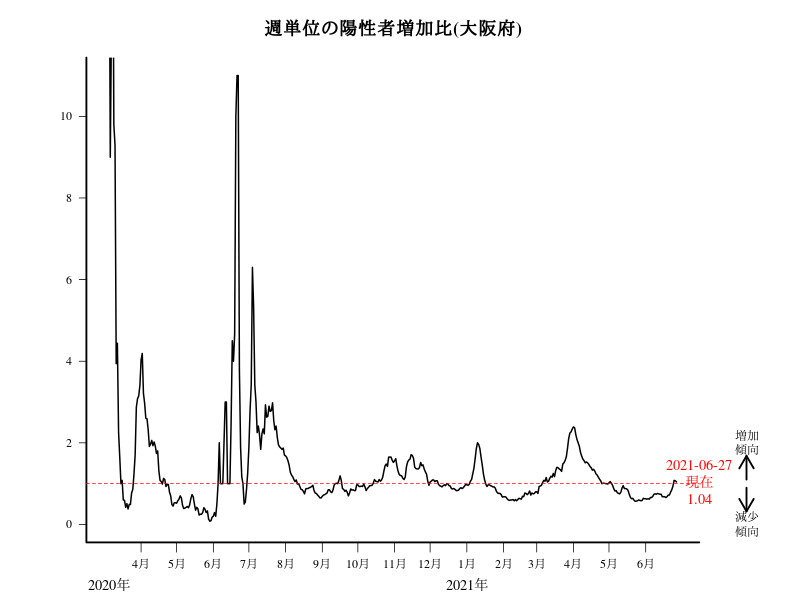 週単位の陽性者増加比(大阪府)
10
8
6
4
2
0
増加
傾向
2021-06-27
現在
1.04
減少
傾向
4月 5月 6月 7月 8月 9月 10月 11月 12月 1月 2月 3月 4月 5月 6月
2020年 2021年